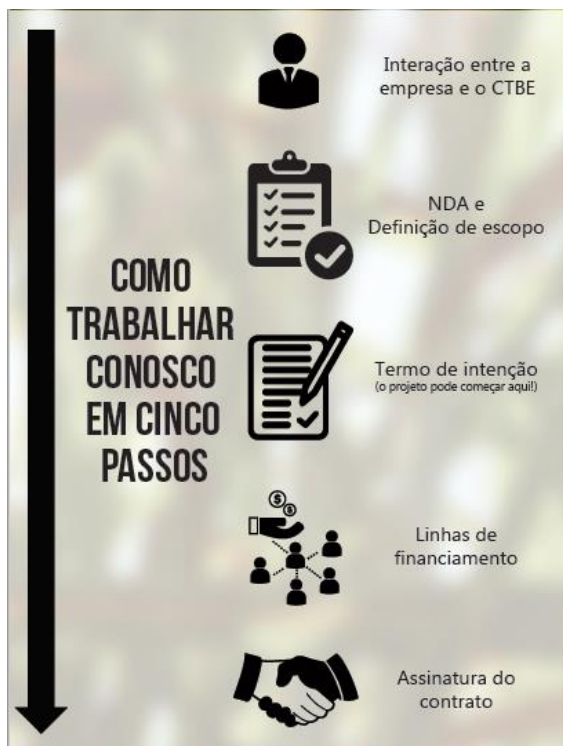 COMO
TRABALHAR
CONOSCO
EM CINCO
PASSOS
Interação entre a
empresa e o CTBE
NDA e
Definição de escopo
Termo de intenção
(o projeto pode começar aqui!)
Linhas de
financiamento
Assinatura do
contrato